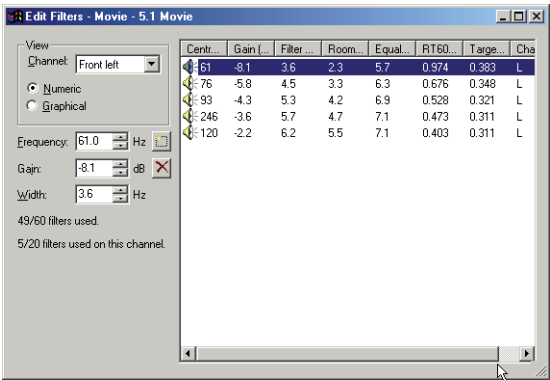 Edit Filters - Movie - 5.1 Movie
View
Channel: Front left
Numeric
Graphical
Frequency: 61.0 Hz
Gain: -8.1 dB
Width: 3.6 Hz
49/60 filters used.
5/20 filters used on this channel.
Centr... Gain (... Filter ... Room... Equal... RT60... Targe... Cha
61 -8.1 3.6 2.3 5.7 0.974 0.383 L
76 -5.8 4.5 3.3 6.3 0.676 0.348 L
93 -4.3 5.3 4.2 6.9 0.528 0.321 L
246 -3.6 5.7 4.7 7.1 0.473 0.311 L
120 -2.2 6.2 5.5 7.1 0.403 0.311 L